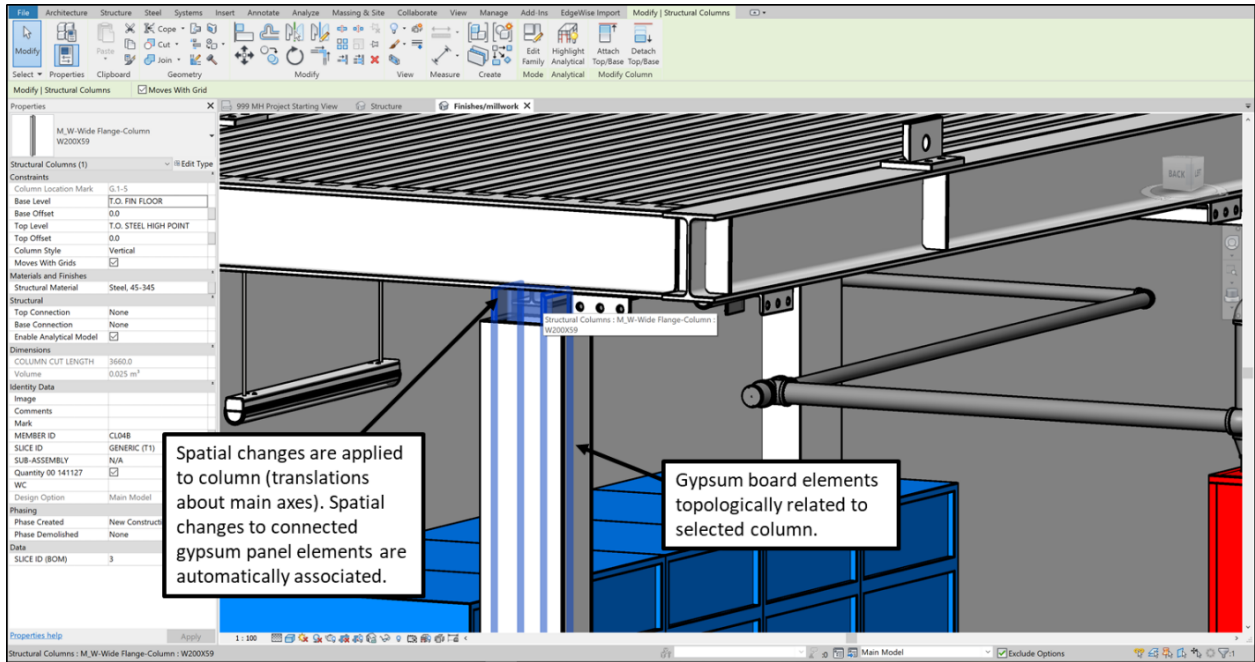 File Architecture Structure Steel Systems Insert Annotate Analyze Massing & Site Collaborate View Manage Add-Ins EdgeWise Import Modify | Structural Columns
Modify
Paste
Cope
Cut
Join
Edit Family
Highlight Analytical
Attach Top/Base
Detach Top/Base
Select Properties Clipboard Geometry Modify View Measure Create Mode Analytical Modify Column
Modify | Structural Columns Moves With Grid
Properties X
999 MH Project Starting View Structure Finishes/millwork X
M_W-Wide Flange-Column
W200X59
Structural Columns (1) Edit Type
Constraints
Column Location Mark G.1-5
Base Level T.O. FIN FLOOR
Base Offset 0.0
Top Level T.O. STEEL HIGH POINT
Top Offset 0.0
Column Style Vertical
Moves With Grids
Materials and Finishes
Structural Material Steel, 45-345
Structural
Top Connection None
Base Connection None
Enable Analytical Model
Dimensions
COLUMN CUT LENGTH 3660.0
Volume 0.025 m³
Identity Data
Image
Comments
Mark
MEMBER ID CL04B
SLICE ID GENERIC (T1)
SUB-ASSEMBLY N/A
Quantity 00 141127
WC
Design Option Main Model
Phasing
Phase Created New Constructi
Phase Demolished None
Data
SLICE ID (BOM) 3
Properties help Apply
BACK
Structural Columns : M_W-Wide Flange-Column :
W200X59
Spatial changes are applied
to column (translations
about main axes). Spatial
changes to connected
gypsum panel elements are
automatically associated.
Gypsum board elements
topologically related to
selected column.
1 : 100
Structural Columns : M_W-Wide Flange-Column : W200X59
:0 Main Model Exclude Options :1